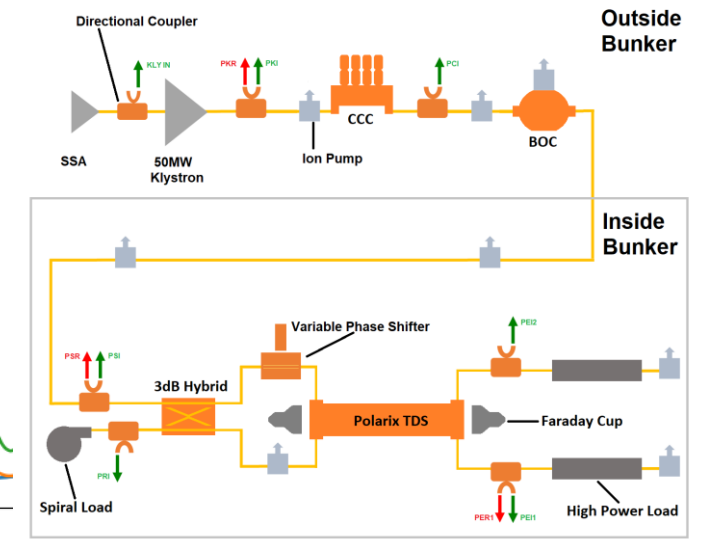 Outside
Bunker
Directional Coupler
KLY IN
PKR
PKI
PCI
CCC
BOC
SSA
50MW
Klystron
Ion Pump
Inside
Bunker
Variable Phase Shifter
PEI2
PSR
PSI
3dB Hybrid
Polarix TDS
Faraday Cup
PRI
Spiral Load
PER1
PEI1
High Power Load